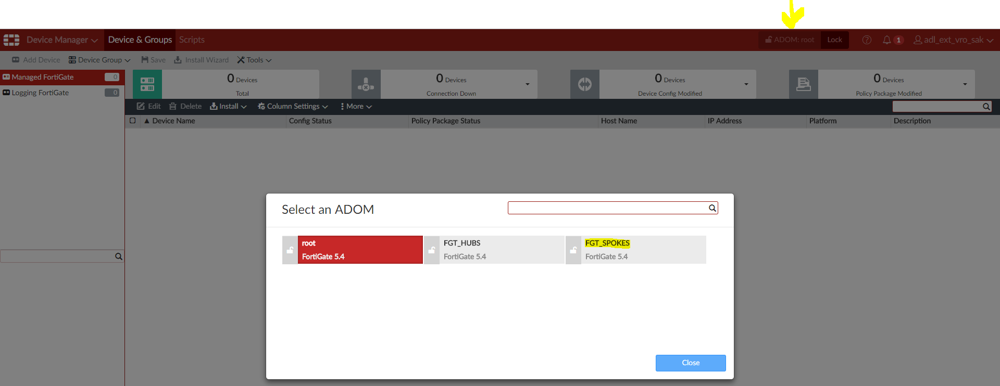 Device Manager Device & Groups Scripts ADOM: root Lock 1 adl_ext_vro_sak
Add Device Device Group Save Install Wizard Tools
Managed FortiGate 0
Logging FortiGate 0
0 Devices
Total
0 Devices
Connection Down
0 Devices
Device Config Modified
0 Devices
Policy Package Modified
Edit Delete Install Column Settings More
Device Name Config Status Policy Package Status Host Name IP Address Platform Description
Select an ADOM
root
FortiGate 5.4
FGT_HUBS
FortiGate 5.4
FGT_SPOKES
FortiGate 5.4
Close